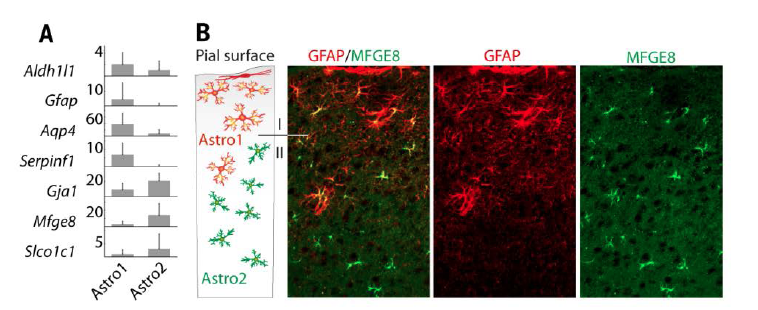 A
4
Aldh1l1
10
Gfap
60
Aqp4
10
Serpinf1
20
Gja1
20
Mfge8
5
Slco1c1
Astro1
Astro2
B
Pial surface
GFAP/MFGE8
GFAP
MFGE8
Astro1
I
II
Astro2